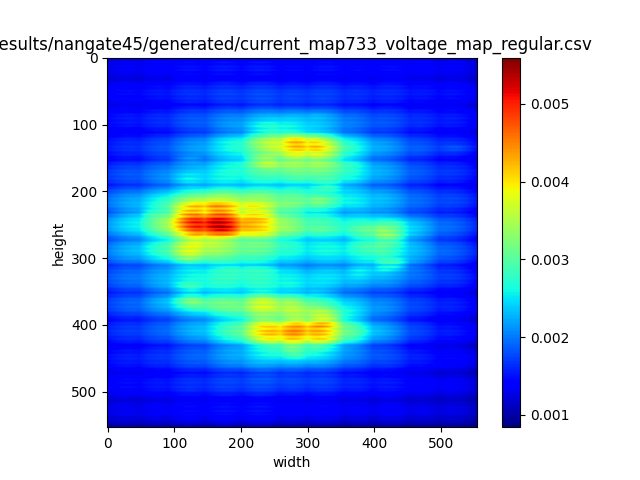 esults/nangate45/generated/current_map733_voltage_map_regular.csv
0
100
200
300
400
500
height
0 100 200 300 400 500
width
0.005
0.004
0.003
0.002
0.001